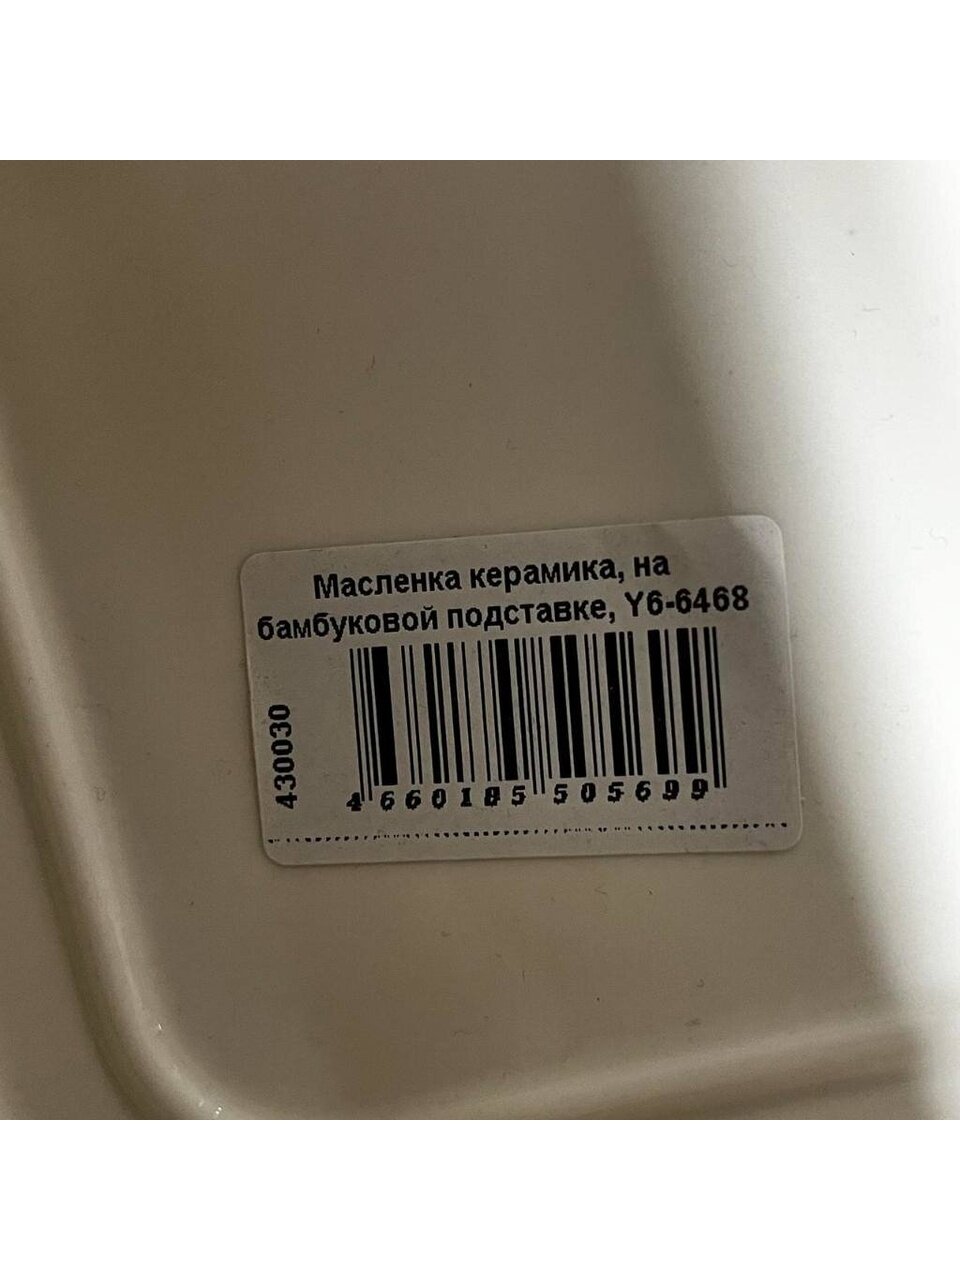 Масленка керамика, на
бамбуковой подставке, Y6-6468
430030
4660185505699